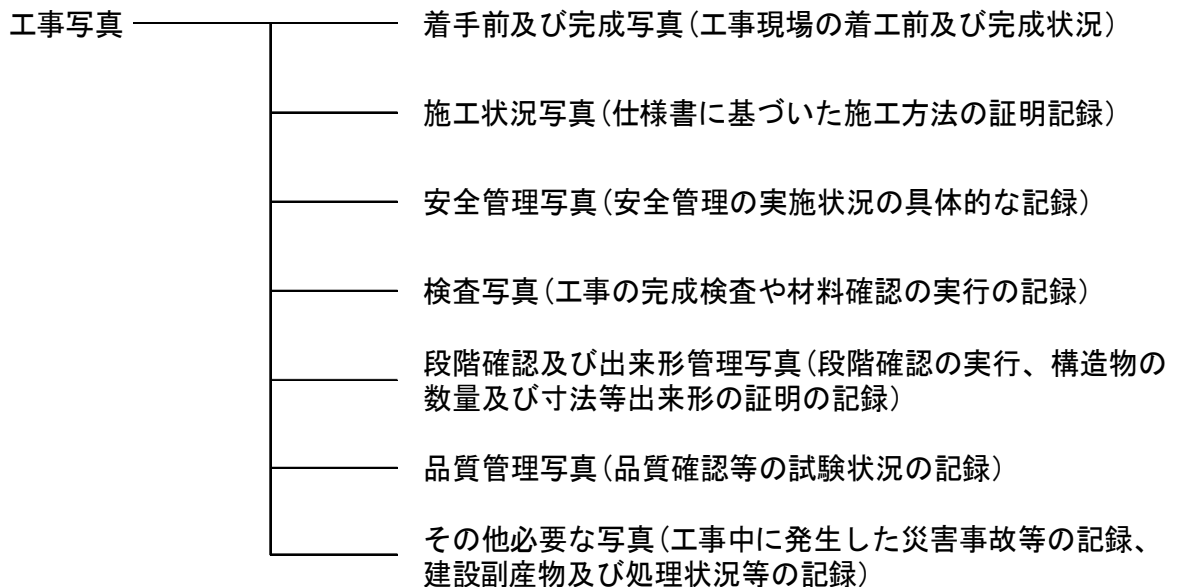 工事写真
着手前及び完成写真(工事現場の着工前及び完成状況)
施工状況写真(仕様書に基づいた施工方法の証明記録)
安全管理写真(安全管理の実施状況の具体的な記録)
検査写真(工事の完成検査や材料確認の実行の記録)
段階確認及び出来形管理写真(段階確認の実行、構造物の
数量及び寸法等出来形の証明の記録)
品質管理写真(品質確認等の試験状況の記録)
その他必要な写真(工事中に発生した災害事故等の記録、
建設副産物及び処理状況等の記録)